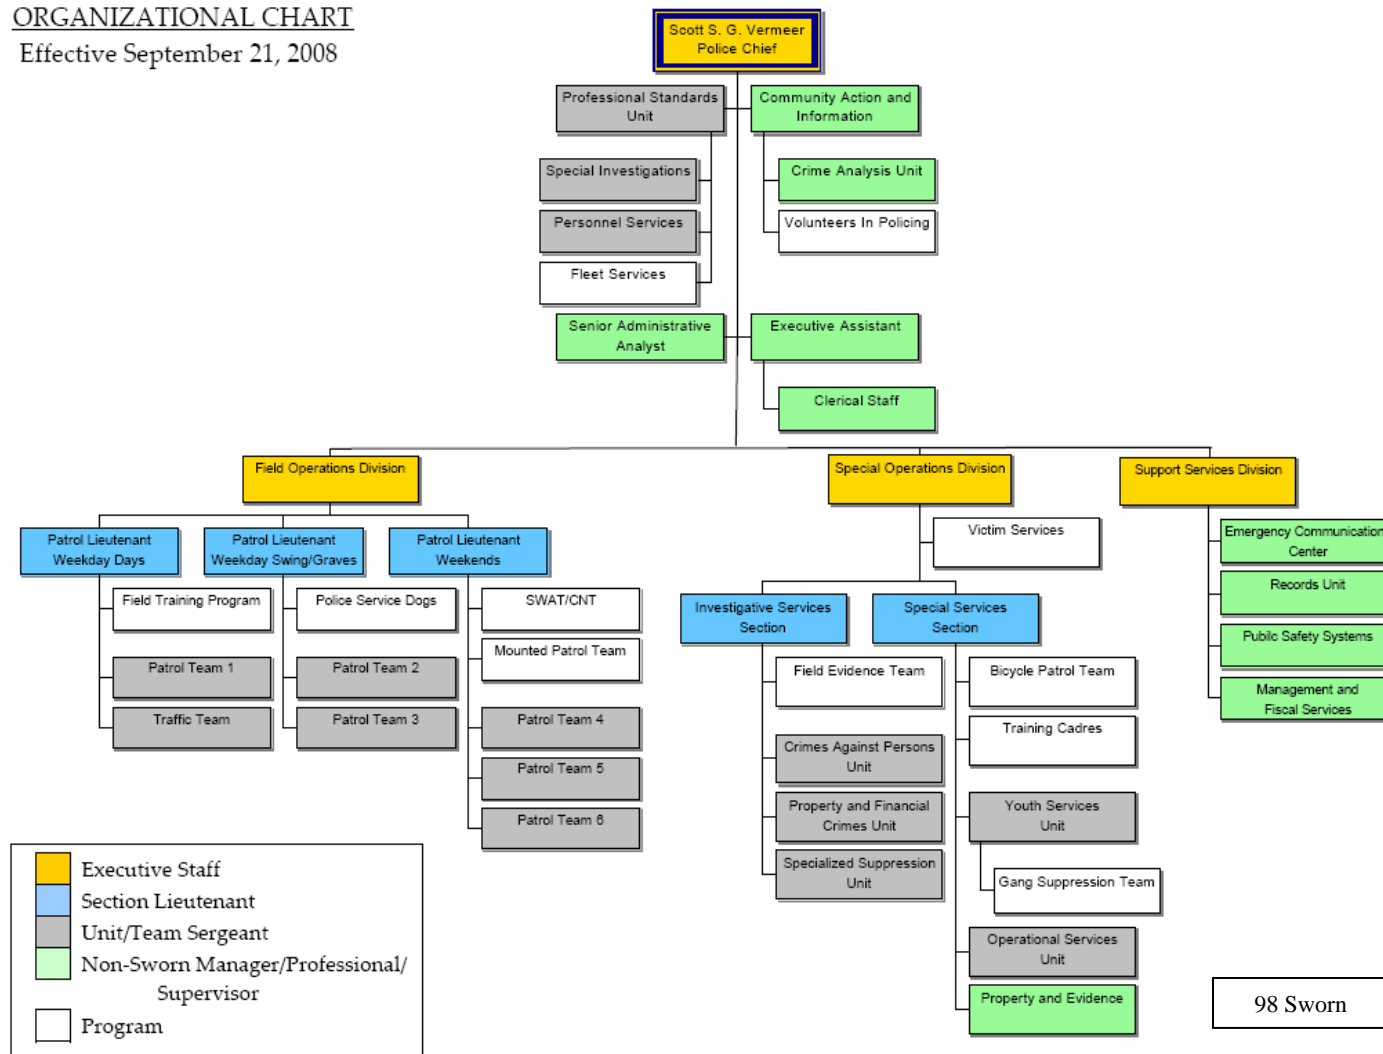 ORGANIZATIONAL CHART
Effective September 21, 2008
Scott S. G. Vermeer
Police Chief
Professional Standards
Unit
Community Action and
Information
Special Investigations
Crime Analysis Unit
Personnel Services
Volunteers In Policing
Fleet Services
Senior Administrative
Analyst
Executive Assistant
Clerical Staff
Field Operations Division
Special Operations Division
Support Services Division
Patrol Lieutenant
Weekday Days
Patrol Lieutenant
Weekday Swing/Graves
Patrol Lieutenant
Weekends
Field Training Program
Patrol Team 1
Traffic Team
Police Service Dogs
Patrol Team 2
Patrol Team 3
SWAT/CNT
Mounted Patrol Team
Patrol Team 4
Patrol Team 5
Patrol Team 6
Victim Services
Investigative Services
Section
Special Services
Section
Field Evidence Team
Crimes Against Persons
Unit
Property and Financial
Crimes Unit
Specialized Suppression
Unit
Bicycle Patrol Team
Training Cadres
Youth Services
Unit
Gang Suppression Team
Operational Services
Unit
Property and Evidence
Emergency Communication
Center
Records Unit
Public Safety Systems
Management and
Fiscal Services
Executive Staff
Section Lieutenant
Unit/Team Sergeant
Non-Sworn Manager/Professional/
Supervisor
Program
98 Sworn